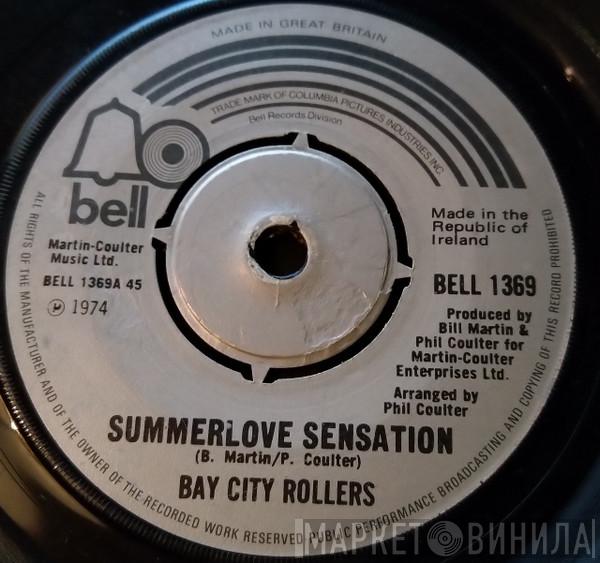 MADE IN GREAT BRITAIN
TRADE MARK OF COLUMBIA PICTURES INDUSTRIES INC.
Bell Records Division
bell
Martin-Coulter
Music Ltd.
BELL 1369A 45
Ⓟ 1974
Made in the
Republic of
Ireland
BELL 1369
Produced by
Bill Martin &
Phil Coulter for
Martin-Coulter
Enterprises Ltd.
Arranged by
Phil Coulter
SUMMERLOVE SENSATION
(B. Martin/P. Coulter)
BAY CITY ROLLERS
ALL RIGHTS OF THE MANUFACTURER AND OF THE OWNER OF THE RECORDED WORK RESERVED PUBLIC PERFORMANCE BROADCASTING AND COPYING OF THIS RECORD PROHIBITED
МАРКЕТ ВИНИЛА